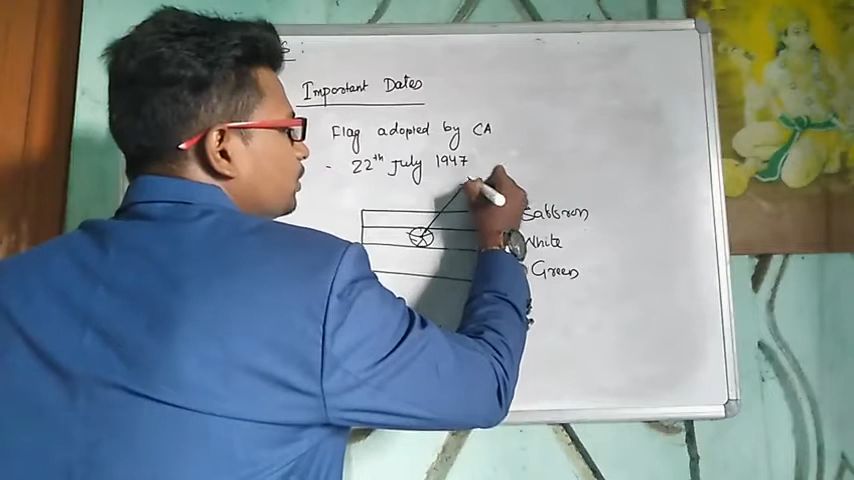 S:
Important Dates
Flag adopted by CA
- 22th July 1947
Saffron
White
Green